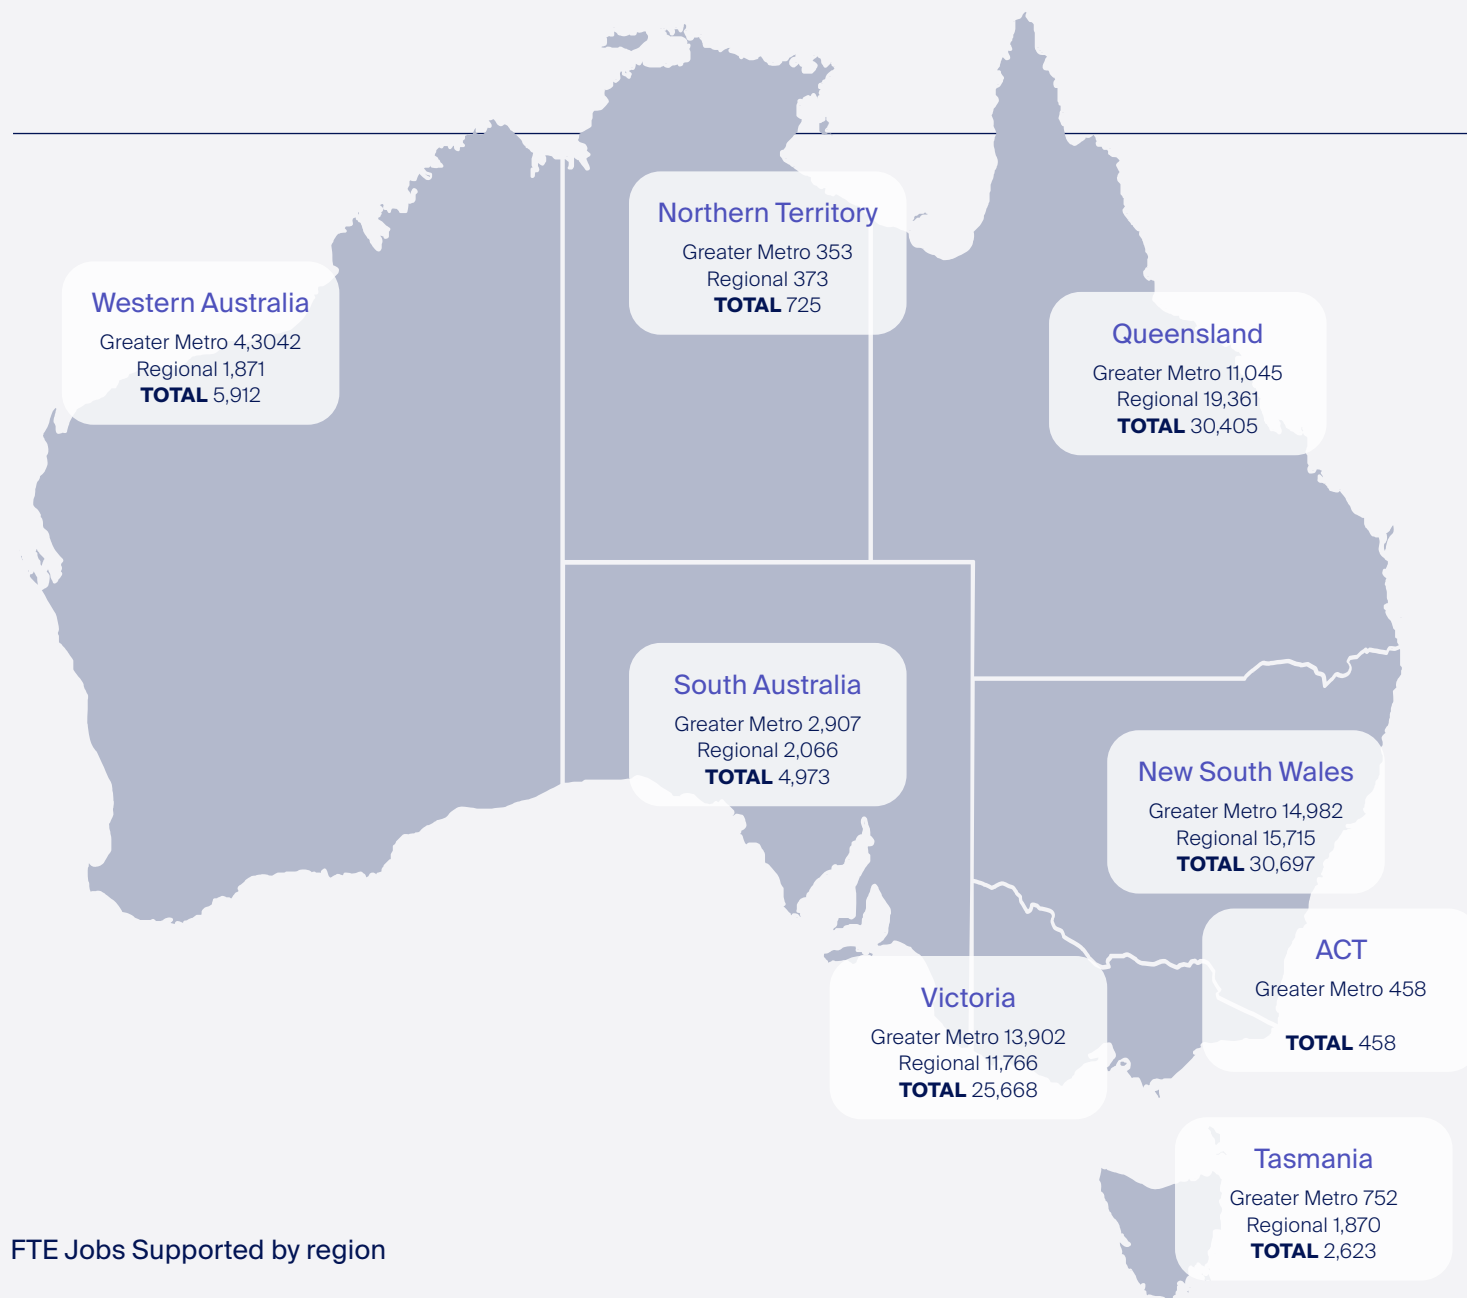 Northern Territory
Greater Metro 353
Regional 373
TOTAL 725
Western Australia
Greater Metro 4,3042
Regional 1,871
TOTAL 5,912
Queensland
Greater Metro 11,045
Regional 19,361
TOTAL 30,405
South Australia
Greater Metro 2,907
Regional 2,066
TOTAL 4,973
New South Wales
Greater Metro 14,982
Regional 15,715
TOTAL 30,697
ACT
Greater Metro 458
TOTAL 458
Victoria
Greater Metro 13,902
Regional 11,766
TOTAL 25,668
Tasmania
Greater Metro 752
Regional 1,870
TOTAL 2,623
FTE Jobs Supported by region